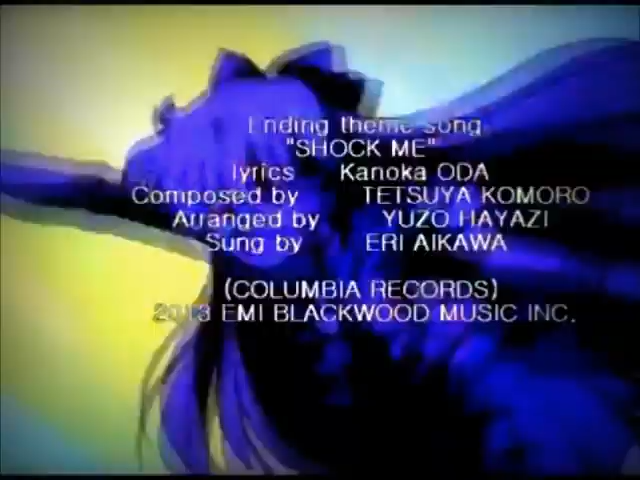 Ending theme song
"SHOCK ME"
lyrics Kanoka ODA
Composed by TETSUYA KOMORO
Arranged by YUZO HAYAZI
Sung by ERI AIKAWA
(COLUMBIA RECORDS)
2013 EMI BLACKWOOD MUSIC INC.